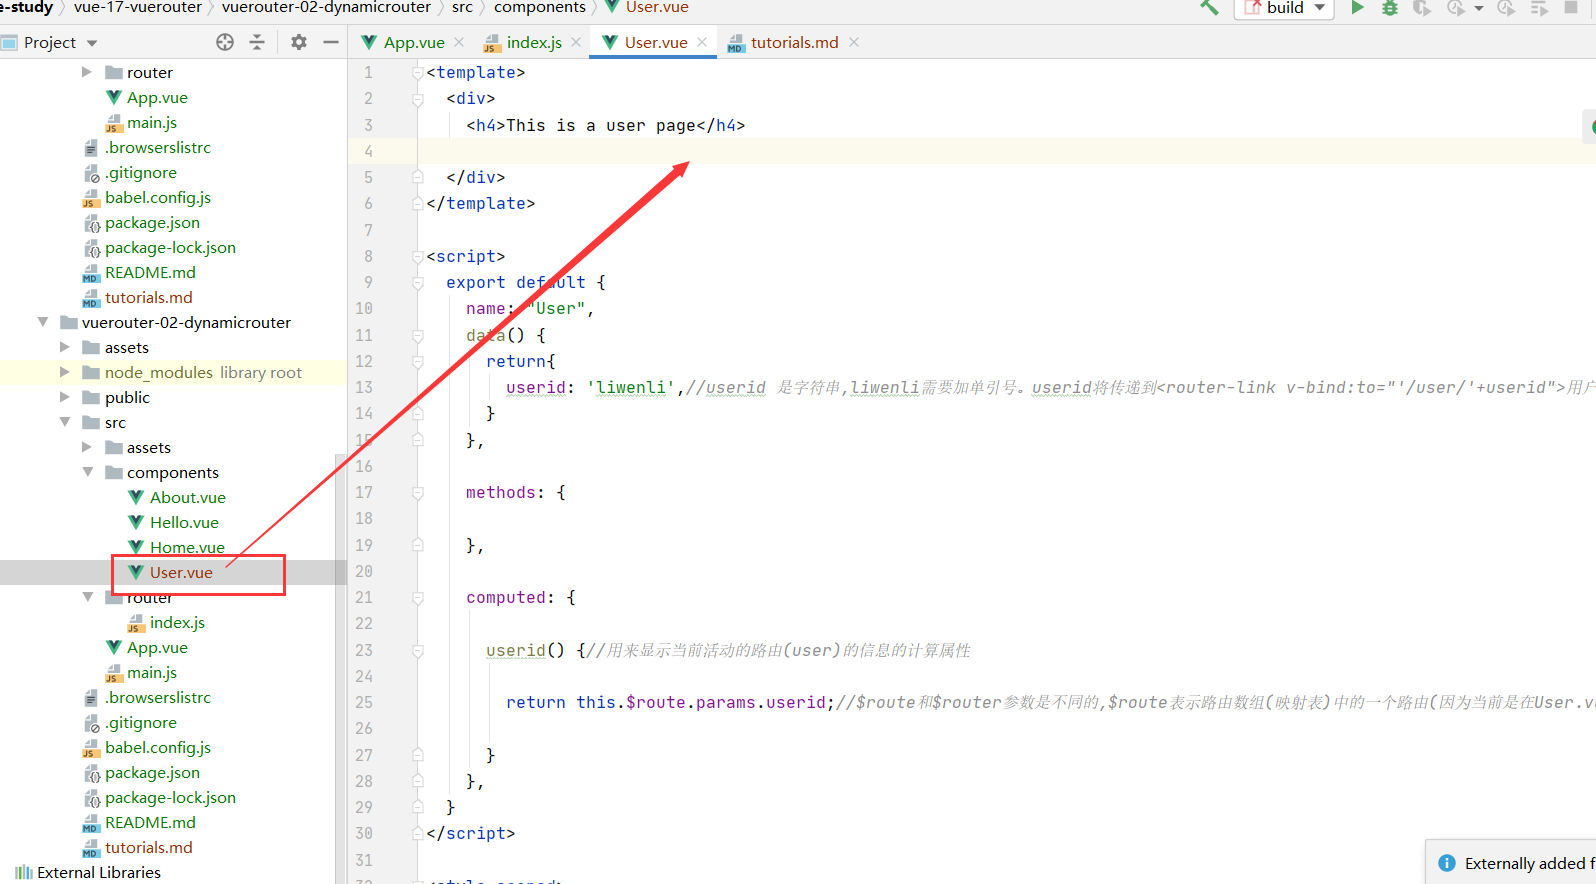 e-study vue-17-vuerouter vuerouter-02-dynamicrouter src components User.vue build
Project App.vue index.js User.vue tutorials.md
router
App.vue
main.js
.browserslistrc
.gitignore
babel.config.js
package.json
package-lock.json
README.md
tutorials.md
vuerouter-02-dynamicrouter
assets
node_modules library root
public
src
assets
components
About.vue
Hello.vue
Home.vue
User.vue
router
index.js
App.vue
main.js
.browserslistrc
.gitignore
babel.config.js
package.json
package-lock.json
README.md
tutorials.md
External Libraries
1 <template>
2 <div>
3 <h4>This is a user page</h4>
4
5 </div>
6 </template>
7
8 <script>
9 export default {
10 name: "User",
11 data() {
12 return{
13 userid: 'liwenli',//userid 是字符串,liwenli需要加单引号。userid将传递到<router-link v-bind:to="'/user/'+userid">用户
14 }
15 },
16
17 methods: {
18
19 },
20
21 computed: {
22
23 userid() {//用来显示当前活动的路由(user)的信息的计算属性
24
25 return this.$route.params.userid;//$route和$router参数是不同的,$route表示路由数组(映射表)中的一个路由(因为当前是在User.vu
26
27 }
28 },
29 }
30 </script>
31
32 <style scoped>
Externally added f